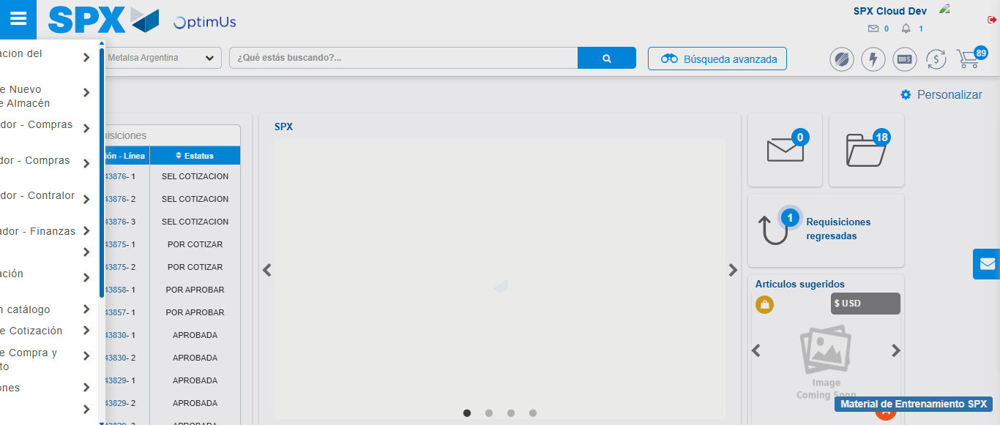 SPX
OptimUs
SPX Cloud Dev
0
1
Metalsa Argentina
¿Qué estás buscando?...
Búsqueda avanzada
$
89
Personalizar
acion del
e Nuevo
e Almacén
dor - Compras
dor - Compras
dor - Contralor
ador - Finanzas
ación
n catálogo
e Cotización
e Compra y
to
ones
uisiciones
ión - Línea
Estatus
43876- 1
SEL COTIZACION
43876- 2
SEL COTIZACION
43876- 3
SEL COTIZACION
43875- 1
POR COTIZAR
43875- 2
POR COTIZAR
43858- 1
POR APROBAR
43857- 1
POR APROBAR
43830- 1
APROBADA
43830- 2
APROBADA
43829- 1
APROBADA
43829- 2
APROBADA
43829- 3
APROBADA
SPX
0
18
1
Requisiciones
regresadas
Artículos sugeridos
$ USD
Image
Coming Soon
Material de Entrenamiento SPX